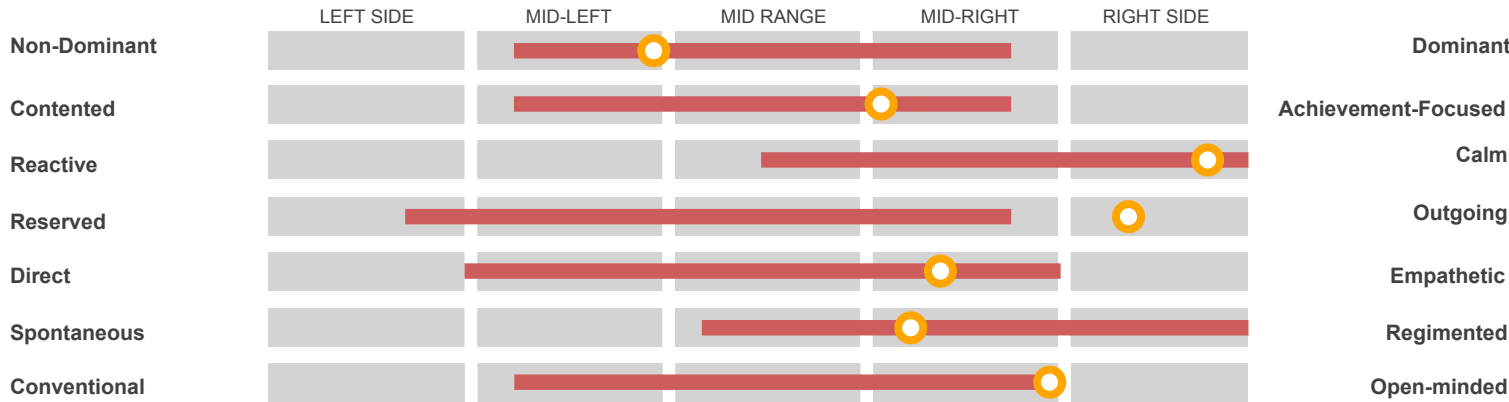 LEFT SIDE MID-LEFT MID RANGE MID-RIGHT RIGHT SIDE
Non-Dominant Dominant
Contented Achievement-Focused
Reactive Calm
Reserved Outgoing
Direct Empathetic
Spontaneous Regimented
Conventional Open-minded